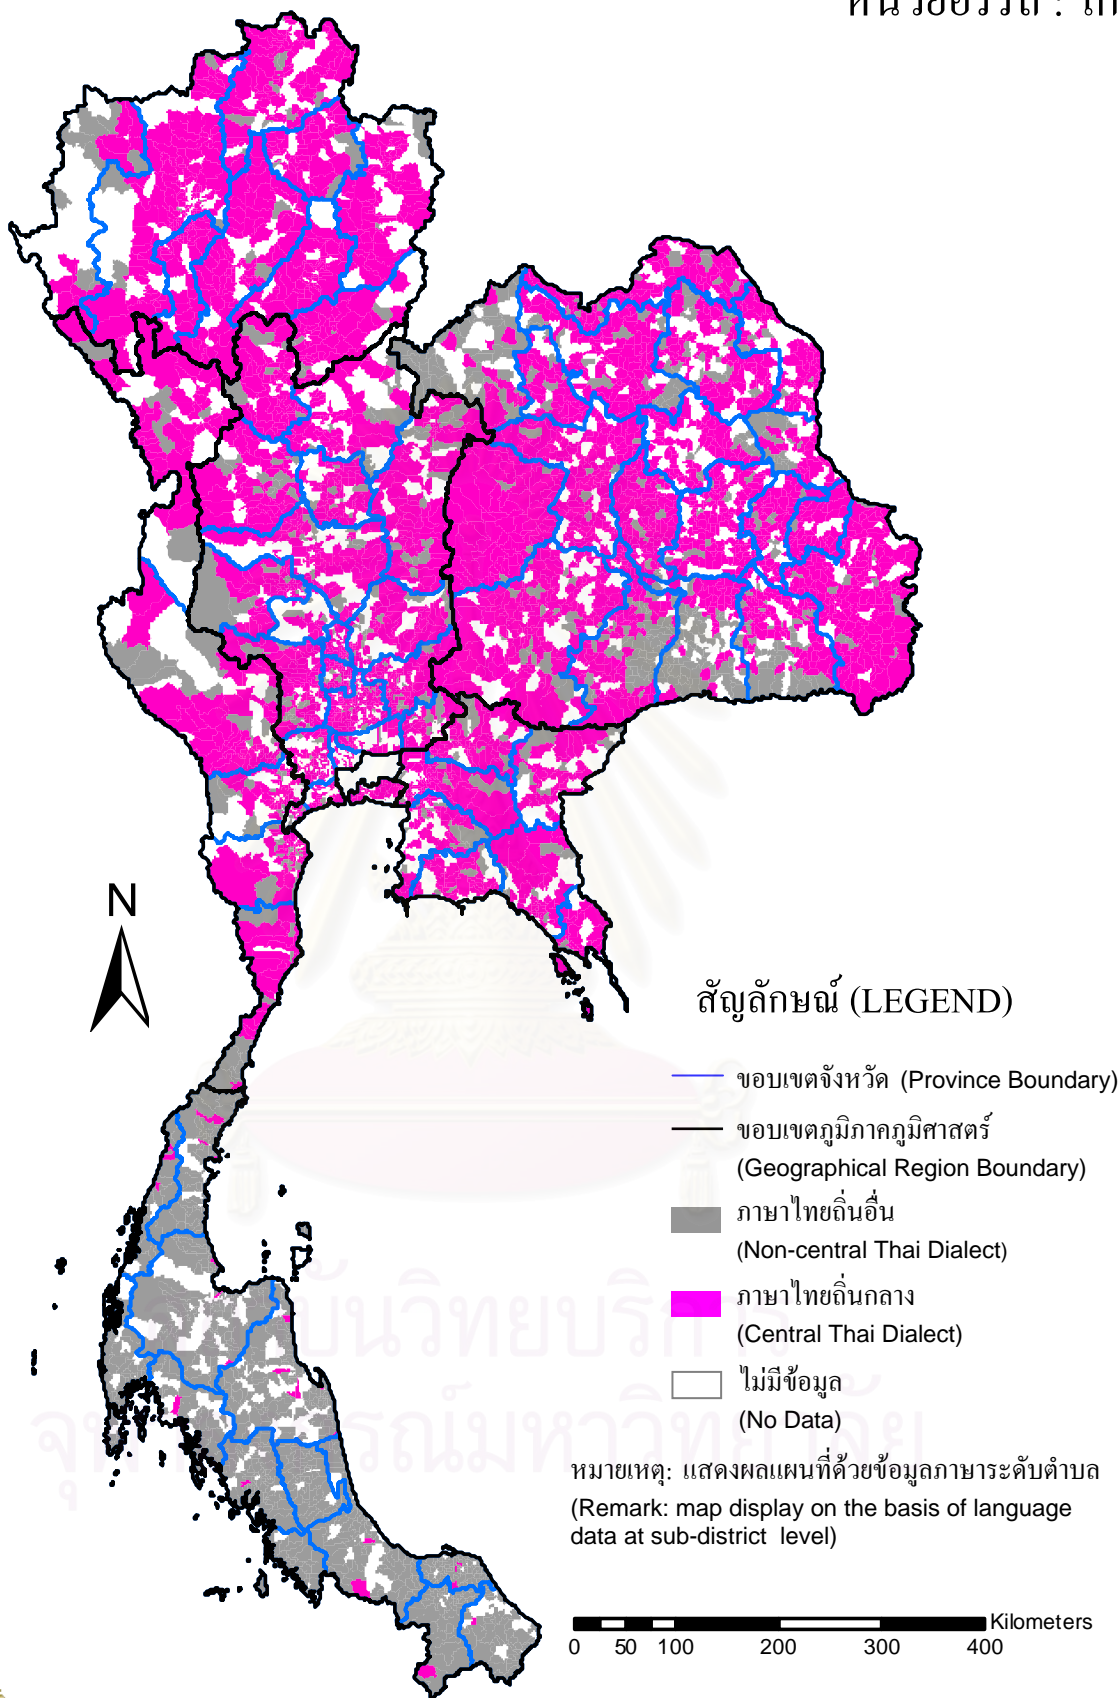 N
สัญลักษณ์ (LEGEND)
ขอบเขตจังหวัด (Province Boundary)
ขอบเขตภูมิภาคภูมิศาสตร์
(Geographical Region Boundary)
ภาษาไทยถิ่นอื่น
(Non-central Thai Dialect)
ภาษาไทยถิ่นกลาง
(Central Thai Dialect)
ไม่มีข้อมูล
(No Data)
หมายเหตุ: แสดงผลแผนที่ด้วยข้อมูลภาษาระดับตำบล
(Remark: map display on the basis of language
data at sub-district level)
Kilometers
0 50 100 200 300 400